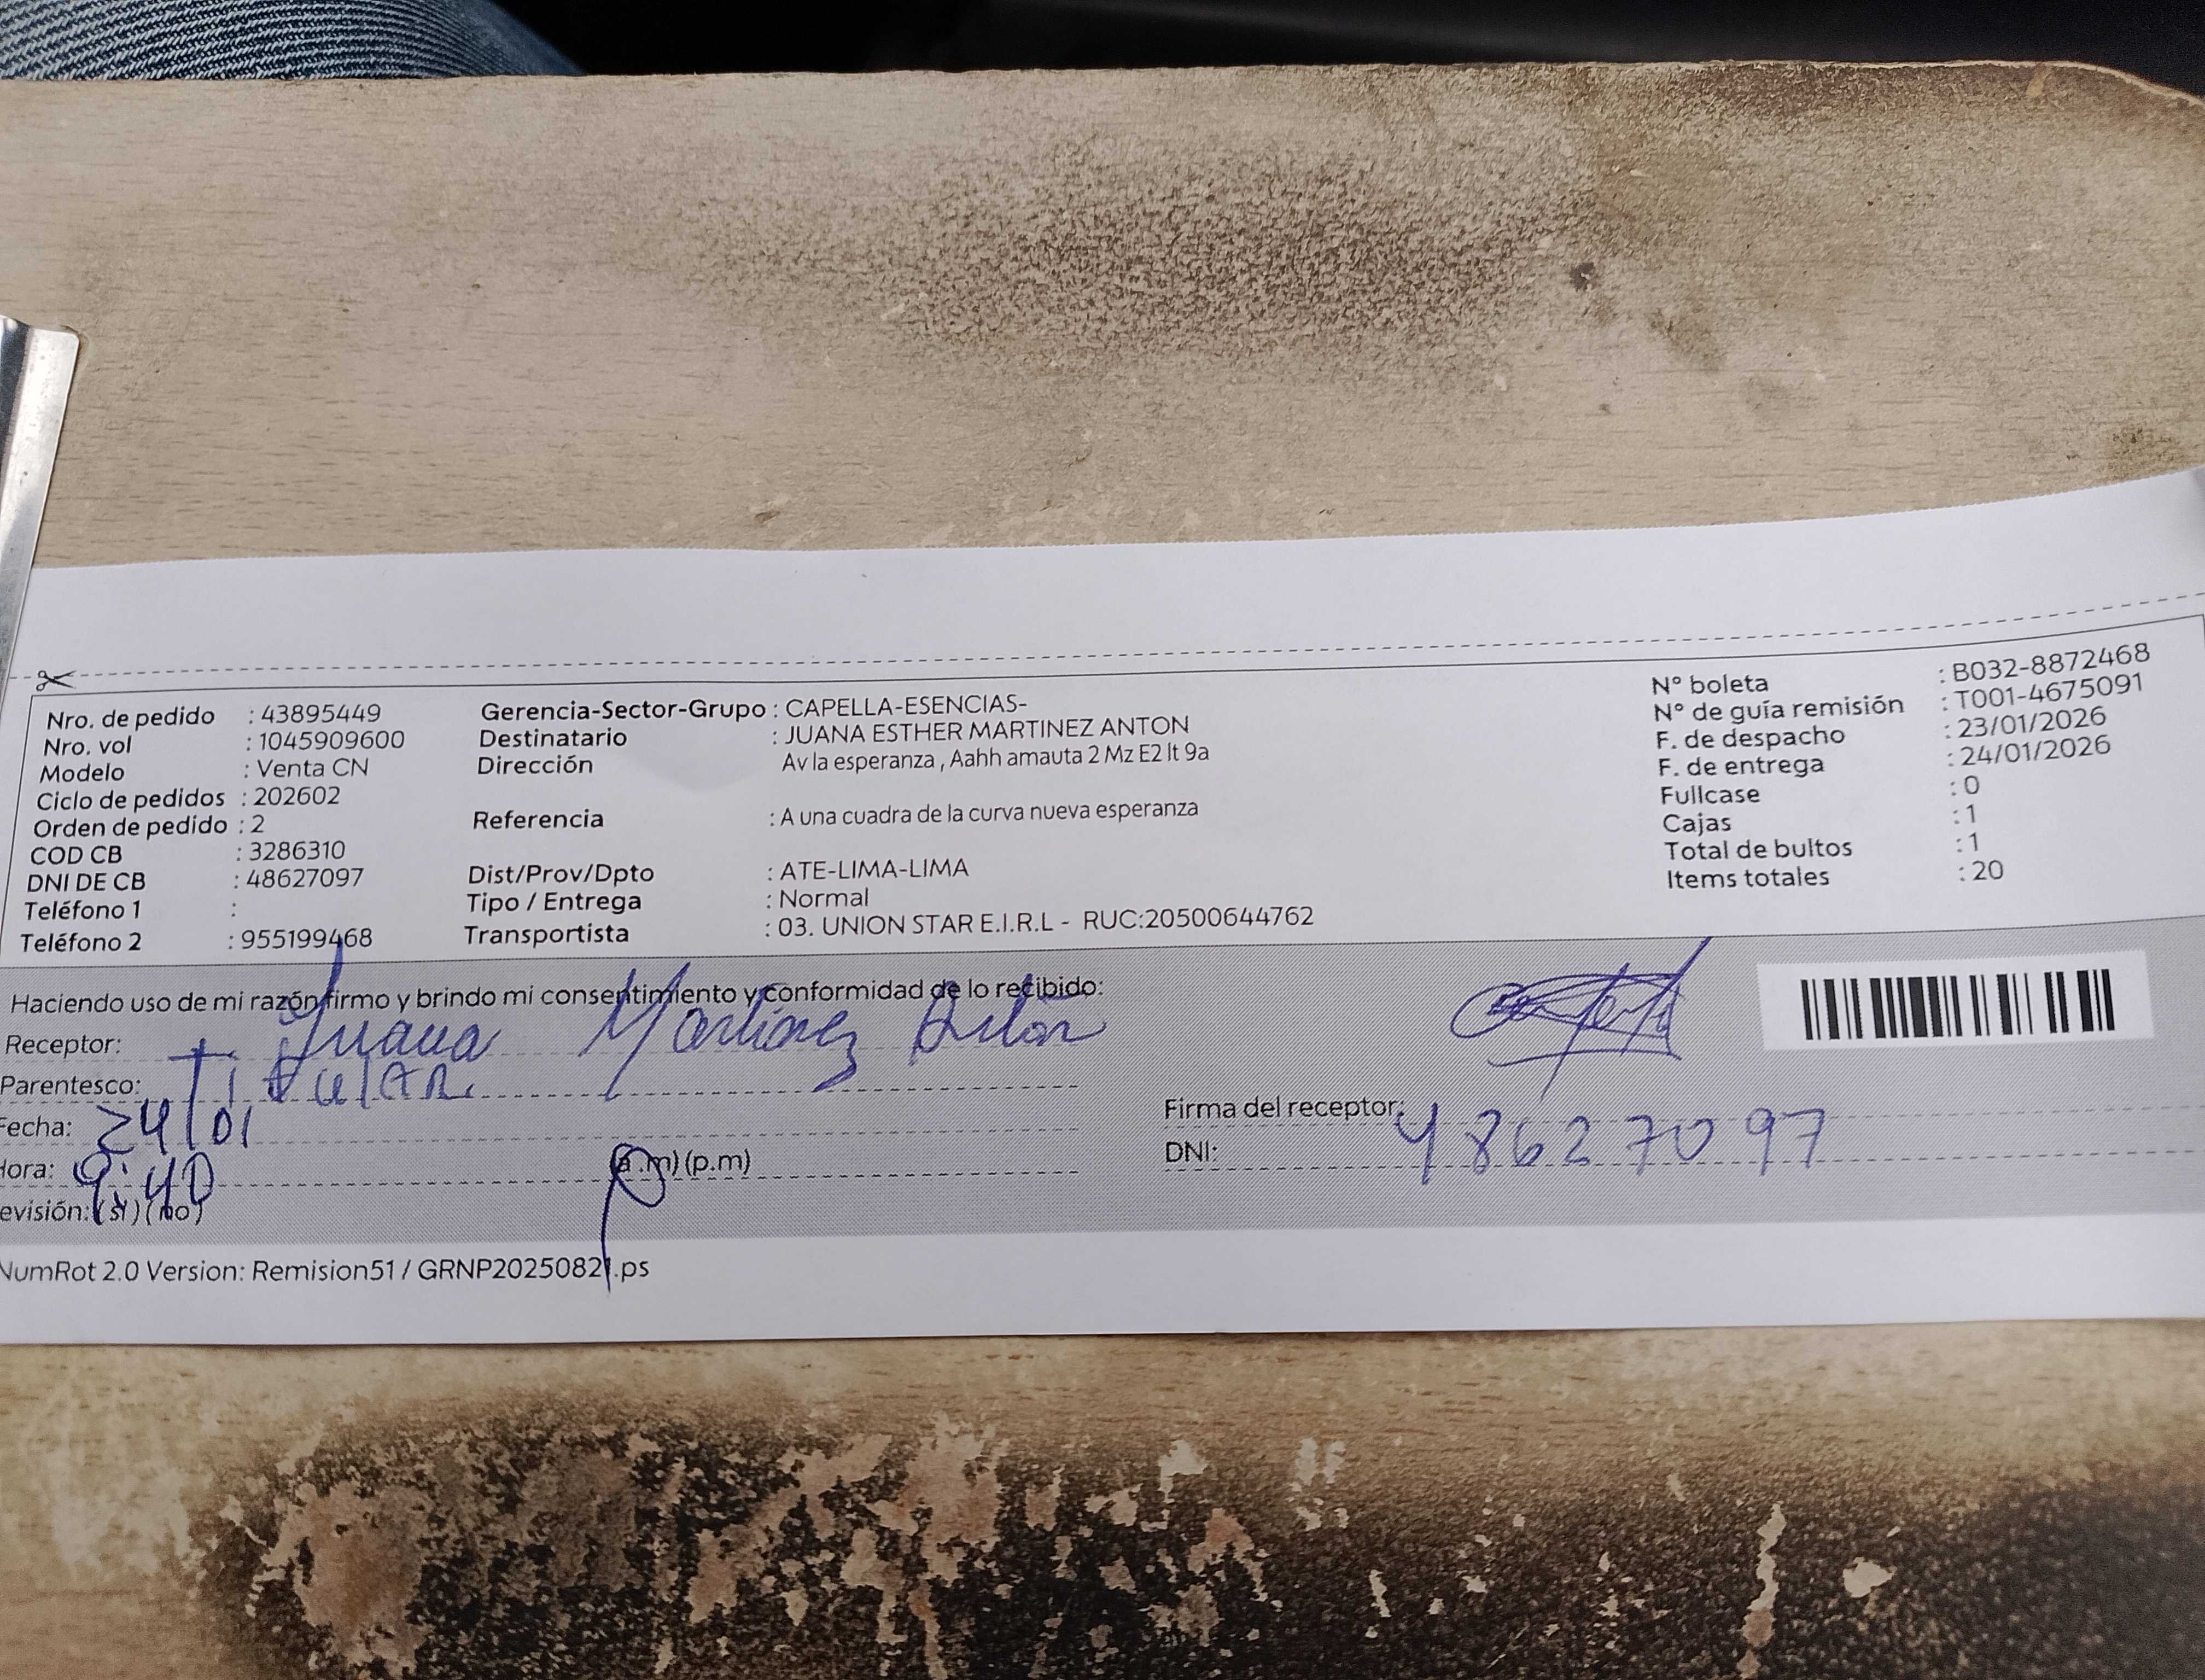 Nro. de pedido : 43895449
Nro. vol : 1045909600
Modelo : Venta CN
Ciclo de pedidos : 202602
Orden de pedido : 2
COD CB : 3286310
DNI DE CB : 48627097
Teléfono 1 :
Teléfono 2 : 955199468
Gerencia-Sector-Grupo : CAPELLA-ESENCIAS-
Destinatario : JUANA ESTHER MARTINEZ ANTON
Dirección Av la esperanza , Aahh amauta 2 Mz E2 lt 9a
Referencia : A una cuadra de la curva nueva esperanza
Dist/Prov/Dpto : ATE-LIMA-LIMA
Tipo / Entrega : Normal
Transportista : 03. UNION STAR E.I.R.L - RUC:20500644762
N° boleta : B032-8872468
N° de guía remisión : T001-4675091
F. de despacho : 23/01/2026
F. de entrega : 24/01/2026
Fullcase : 0
Cajas : 1
Total de bultos : 1
Items totales : 20
Haciendo uso de mi razón firmo y brindo mi consentimiento y conformidad de lo recibido:
Receptor: Juana Martinez Anton
Parentesco: TiTulAR.
Fecha: 24/01
Hora: 9:40 (a.m) (p.m)
evisión: (si) (no)
Firma del receptor:
DNI: 48627097
NumRot 2.0 Version: Remision51 / GRNP20250821.ps